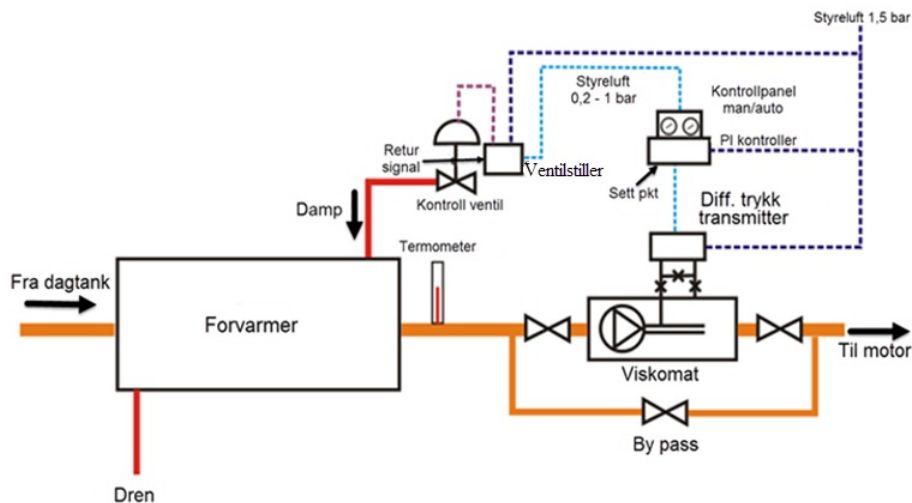 Styreluft 1,5 bar
Styreluft
0,2 - 1 bar
Kontrollpanel
man/auto
PI kontroller
Retur
signal
Ventilstiller
Sett pkt
Kontroll ventil
Diff. trykk
transmitter
Damp
Termometer
Fra dagtank
Forvarmer
Til motor
Viskomat
By pass
Dren